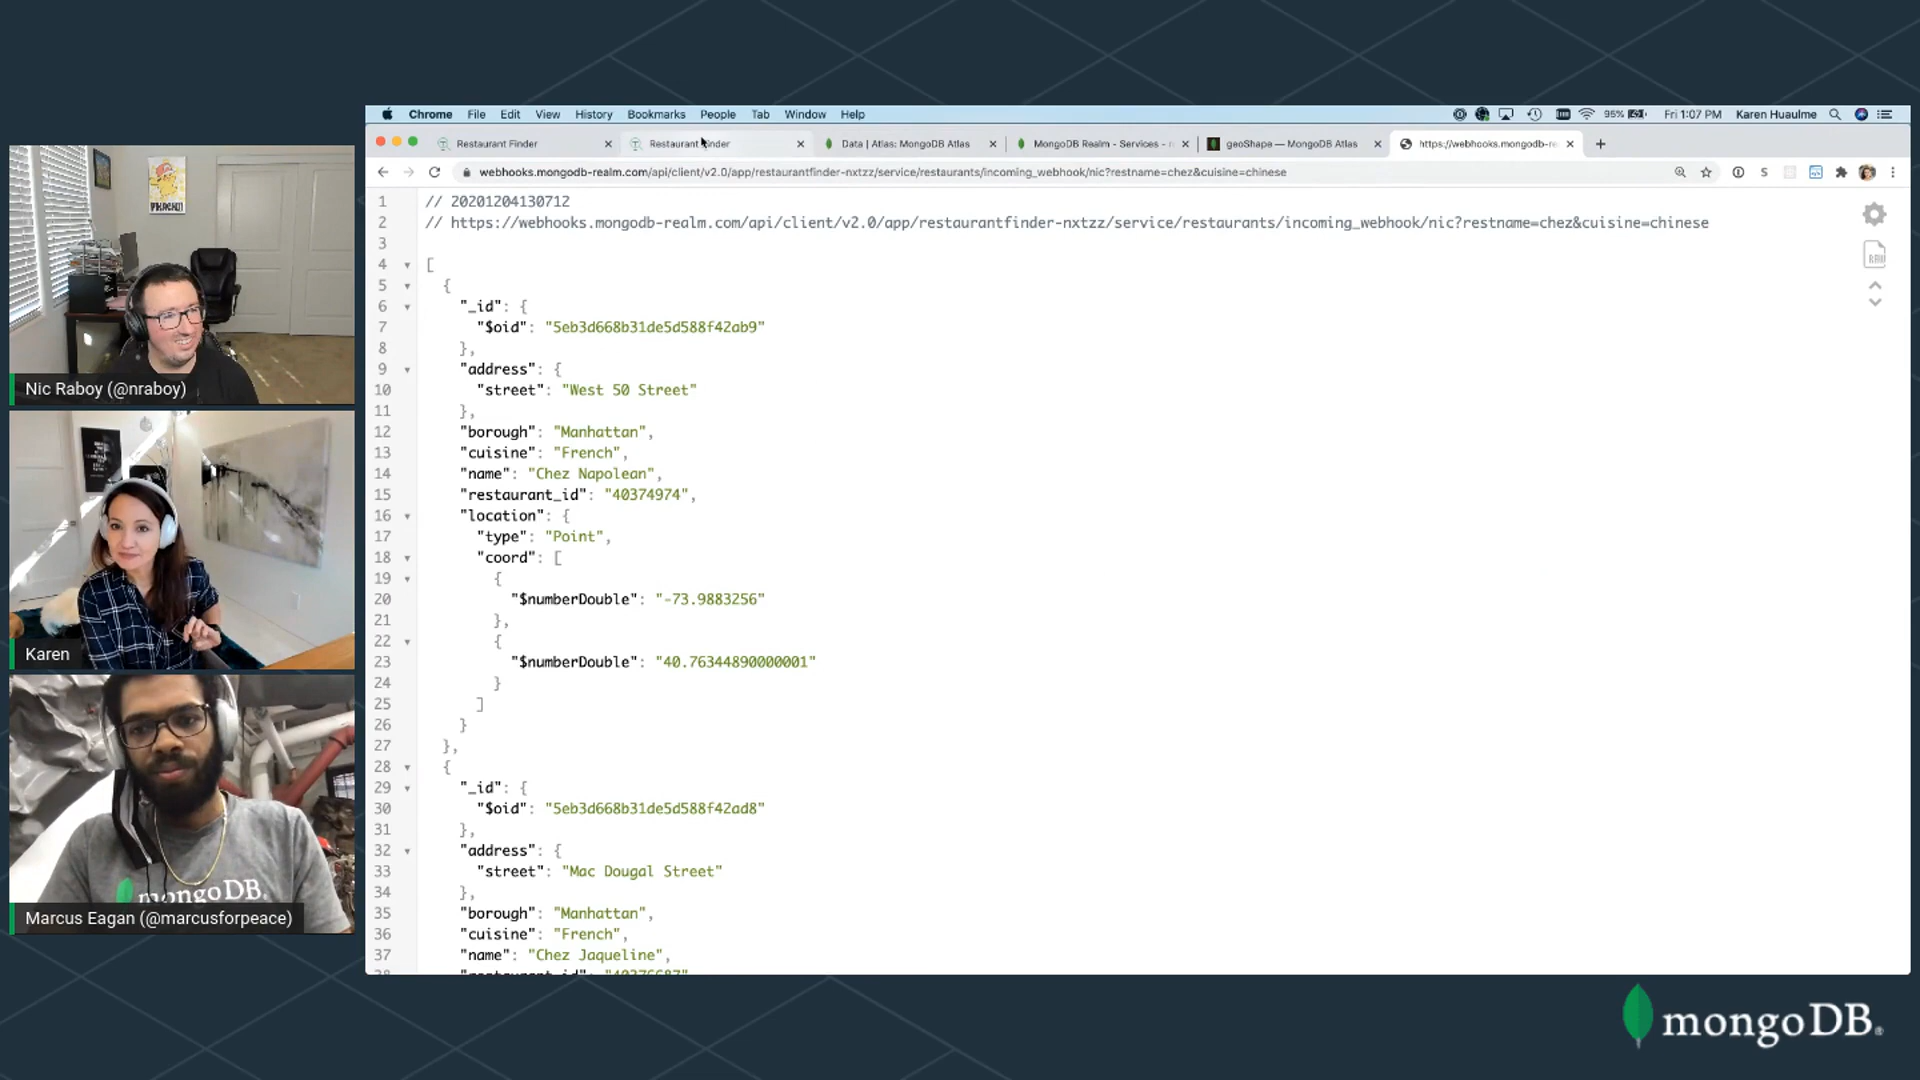 Chrome File Edit View History Bookmarks People Tab Window Help 95% Fri 1:07 PM Karen Huaulme
Restaurant Finder
Restaurant Finder
Data | Atlas: MongoDB Atlas
MongoDB Realm - Services -
geoShape — MongoDB Atlas
https://webhooks.mongodb-re
webhooks.mongodb-realm.com/api/client/v2.0/app/restaurantfinder-nxtzz/service/restaurants/incoming_webhook/nic?restname=chez&cuisine=chinese
1 // 20201204130712
2 // https://webhooks.mongodb-realm.com/api/client/v2.0/app/restaurantfinder-nxtzz/service/restaurants/incoming_webhook/nic?restname=chez&cuisine=chinese
3
4 [
5 {
6 "_id": {
7 "$oid": "5eb3d668b31de5d588f42ab9"
8 },
9 "address": {
10 "street": "West 50 Street"
11 },
12 "borough": "Manhattan",
13 "cuisine": "French",
14 "name": "Chez Napolean",
15 "restaurant_id": "40374974",
16 "location": {
17 "type": "Point",
18 "coord": [
19 {
20 "$numberDouble": "-73.9883256"
21 },
22 {
23 "$numberDouble": "40.76344890000001"
24 }
25 ]
26 }
27 },
28 {
29 "_id": {
30 "$oid": "5eb3d668b31de5d588f42ad8"
31 },
32 "address": {
33 "street": "Mac Dougal Street"
34 },
35 "borough": "Manhattan",
36 "cuisine": "French",
37 "name": "Chez Jaqueline",
RAW
Nic Raboy (@nraboy)
Karen
mongoDB.
Marcus Eagan (@marcusforpeace)
mongoDB.